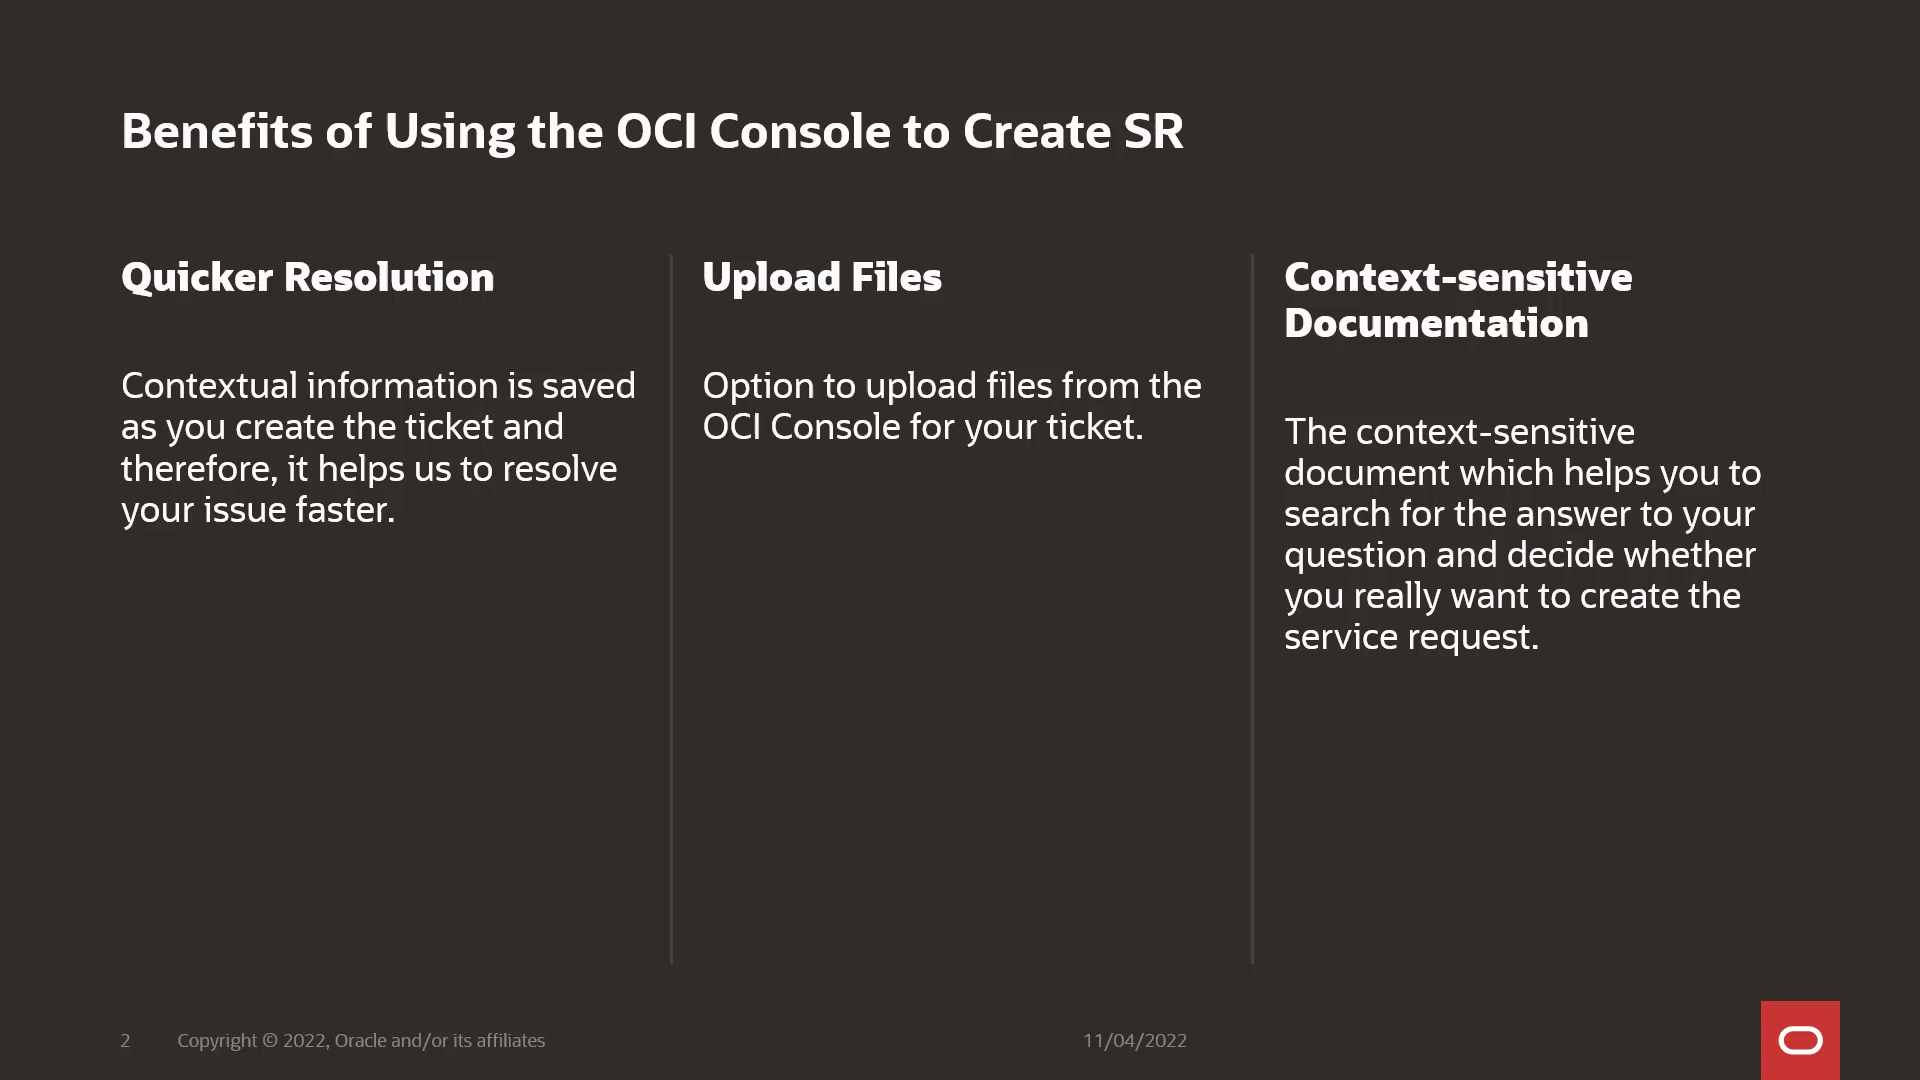 Benefits of Using the OCI Console to Create SR
Quicker Resolution
Contextual information is saved
as you create the ticket and
therefore, it helps us to resolve
your issue faster.
Upload Files
Option to upload files from the
OCI Console for your ticket.
Context-sensitive
Documentation
The context-sensitive
document which helps you to
search for the answer to your
question and decide whether
you really want to create the
service request.
2
Copyright © 2022, Oracle and/or its affiliates
11/04/2022